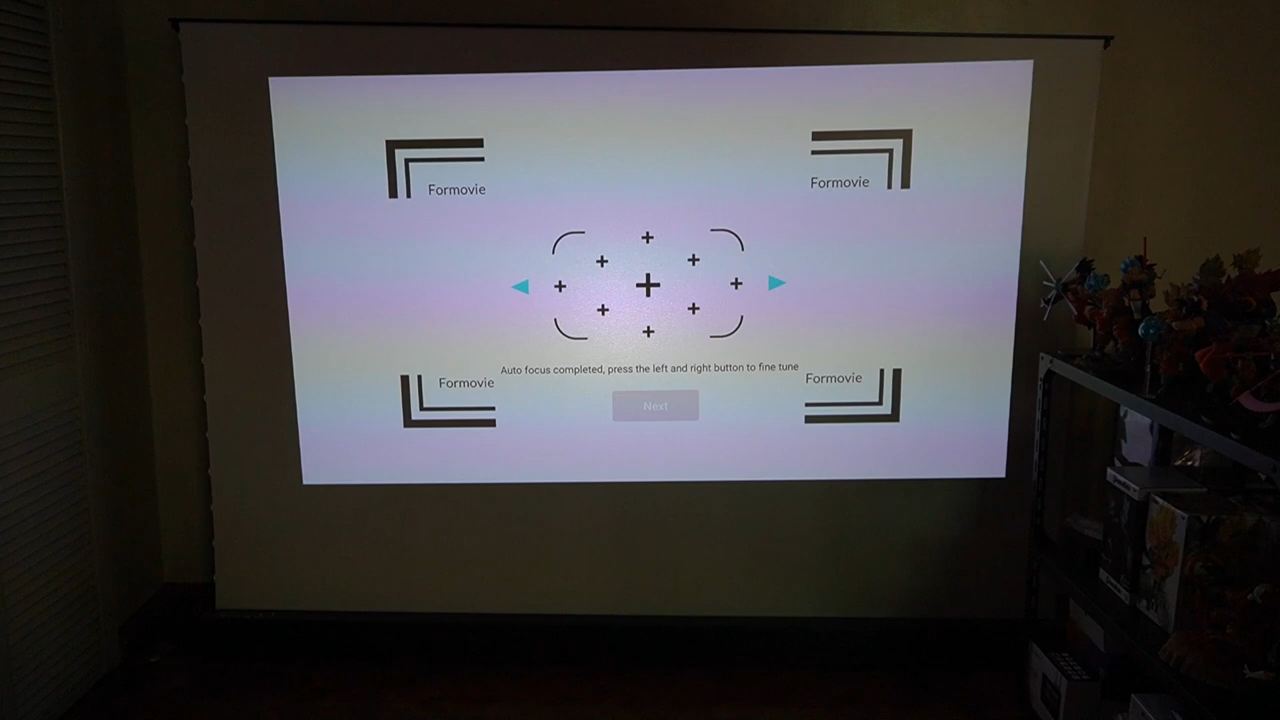 Formovie
Formovie
Auto focus completed, press the left and right button to fine tune
Formovie
Formovie
Next